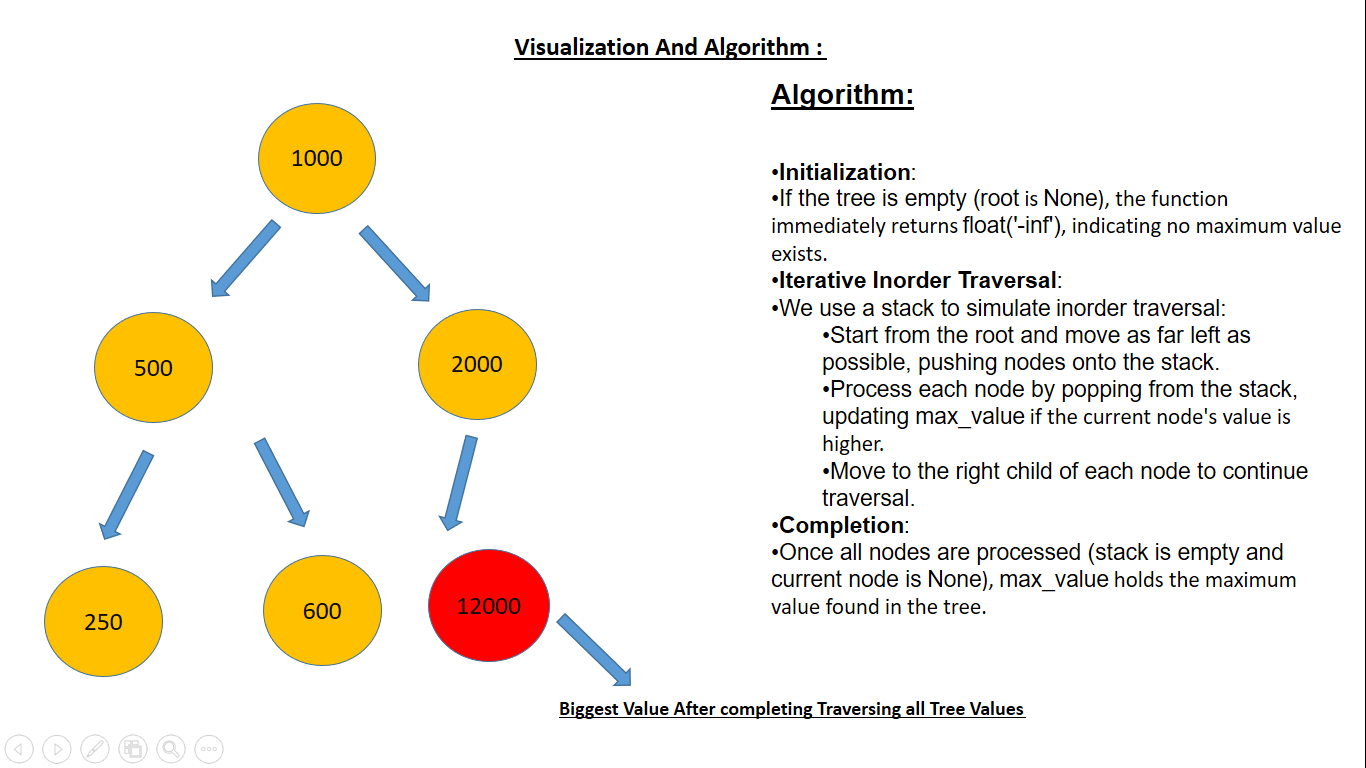 Visualization And Algorithm :
1000
500
2000
250
600
12000
Biggest Value After completing Traversing all Tree Values
Algorithm:
•Initialization:
•If the tree is empty (root is None), the function
immediately returns float('-inf'), indicating no maximum value
exists.
•Iterative Inorder Traversal:
•We use a stack to simulate inorder traversal:
•Start from the root and move as far left as
possible, pushing nodes onto the stack.
•Process each node by popping from the stack,
updating max_value if the current node's value is
higher.
•Move to the right child of each node to continue
traversal.
•Completion:
•Once all nodes are processed (stack is empty and
current node is None), max_value holds the maximum
value found in the tree.